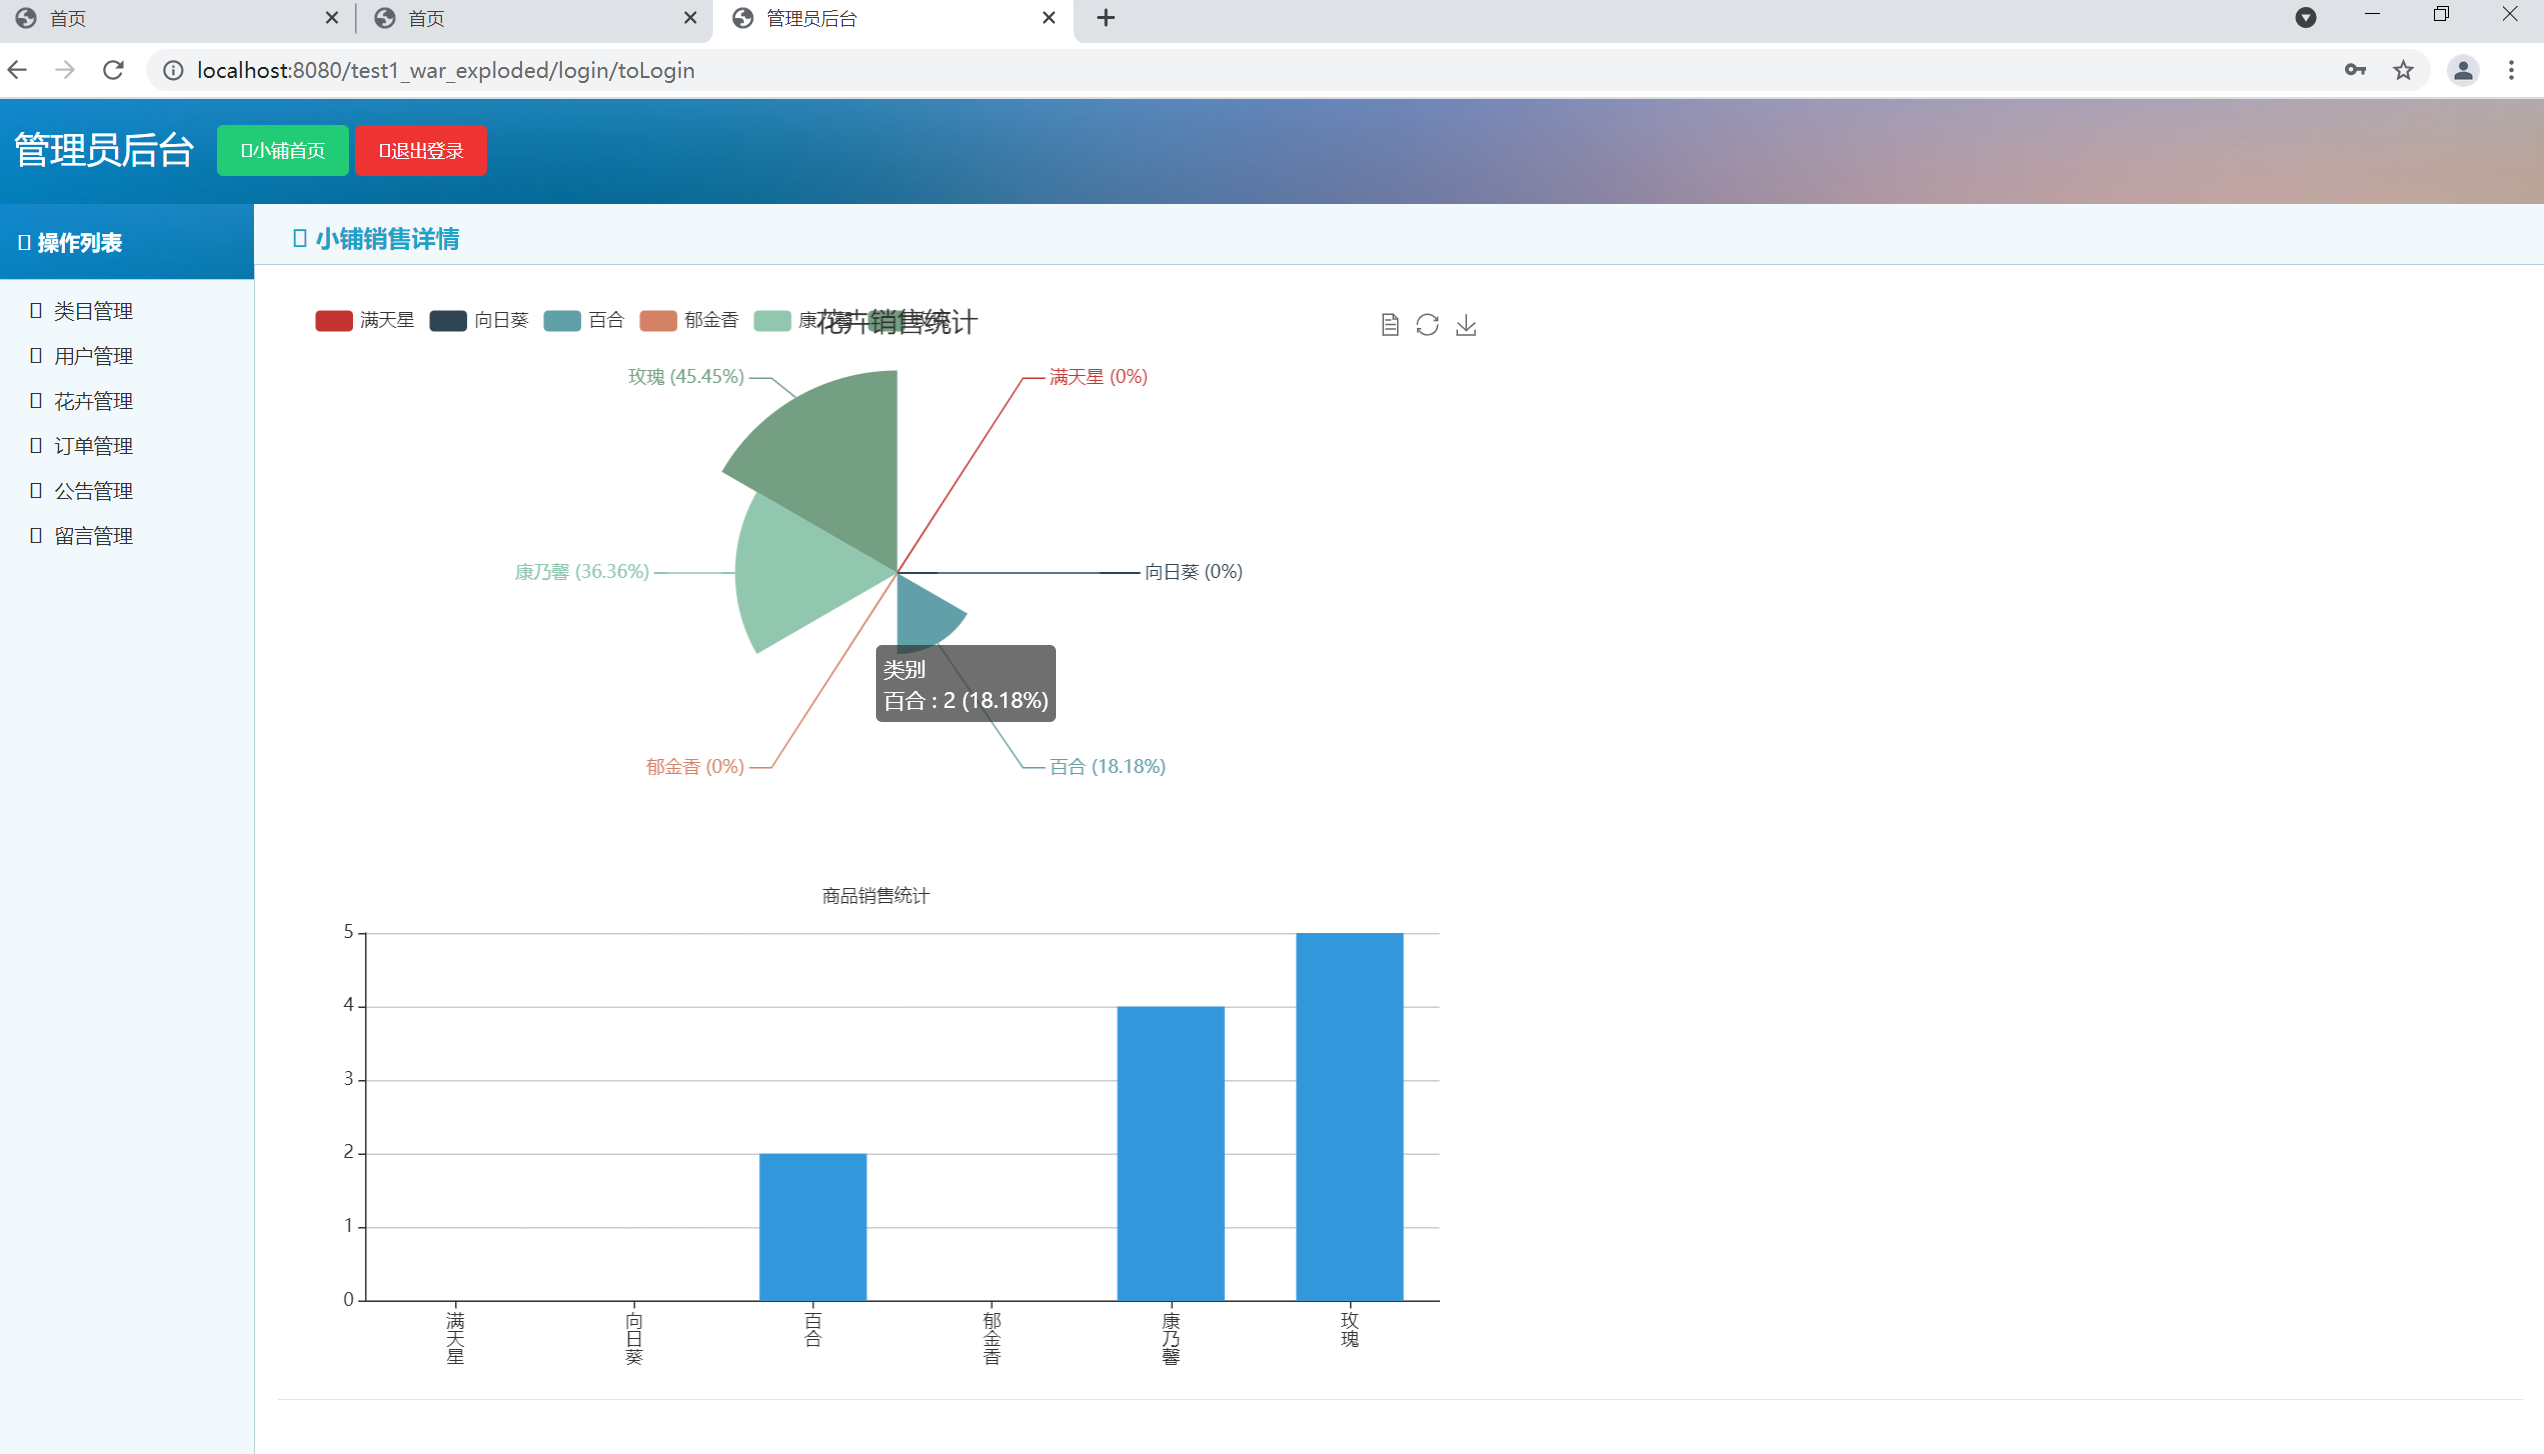 首页
首页
管理员后台
localhost:8080/test1_war_exploded/login/toLogin
管理员后台
小铺首页
退出登录
操作列表
小铺销售详情
类目管理
用户管理
花卉管理
订单管理
公告管理
留言管理
满天星
向日葵
百合
郁金香
花卉销售统计
玫瑰 (45.45%)
满天星 (0%)
康乃馨 (36.36%)
向日葵 (0%)
类别
百合 : 2 (18.18%)
郁金香 (0%)
百合 (18.18%)
商品销售统计
5
4
3
2
1
0
满天星
向日葵
百合
郁金香
康乃馨
玫瑰